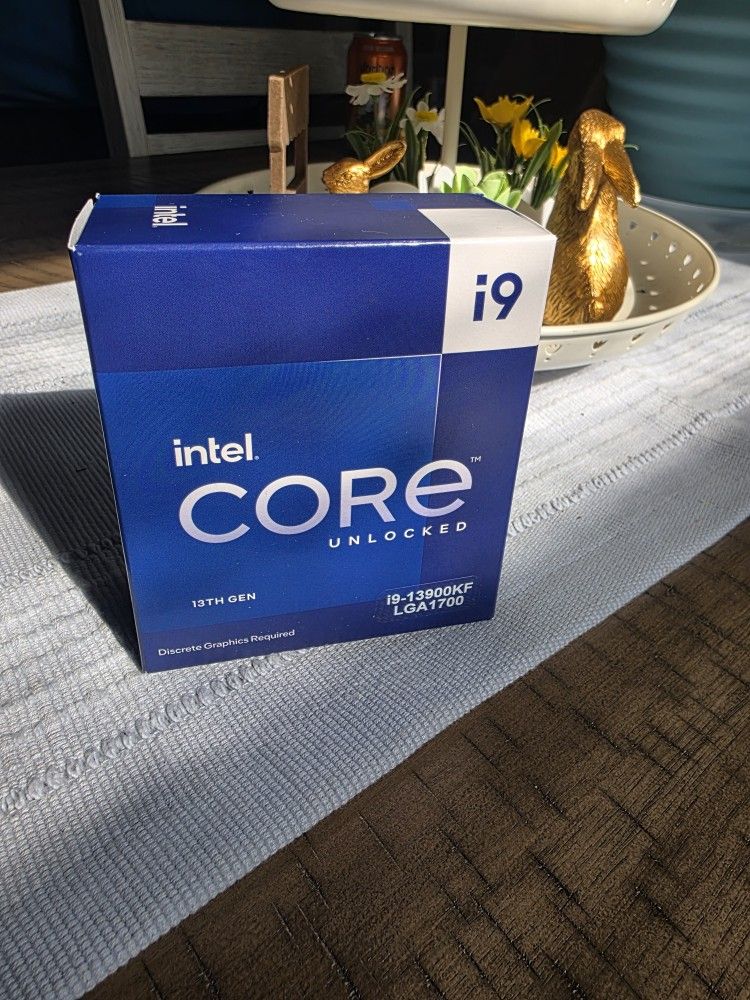 intel
i9
intel.
CORE™
UNLOCKED
13TH GEN
i9-13900KF
LGA1700
Discrete Graphics Required